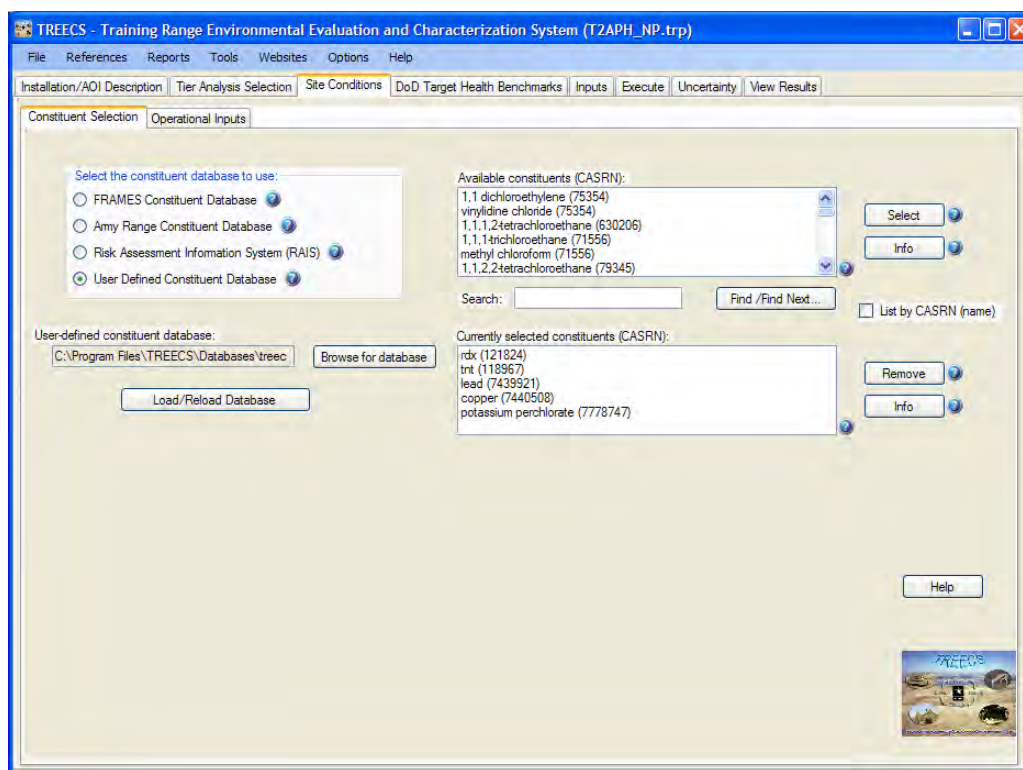 TREECS - Training Range Environmental Evaluation and Characterization System (T2APH_NP.trp)
File References Reports Tools Websites Options Help
Installation/AOI Description Tier Analysis Selection Site Conditions DoD Target Health Benchmarks Inputs Execute Uncertainty View Results
Constituent Selection Operational Inputs
Select the constituent database to use:
FRAMES Constituent Database
Army Range Constituent Database
Risk Assessment Information System (RAIS)
User Defined Constituent Database
User-defined constituent database:
C:\Program Files\TREECS\Databases\treec
Browse for database
Load/Reload Database
Available constituents (CASRN):
1,1 dichloroethylene (75354)
vinylidine chloride (75354)
1,1,1,2-tetrachloroethane (630206)
1,1,1-trichloroethane (71556)
methyl chloroform (71556)
1,1,2,2-tetrachloroethane (79345)
Select
Info
Search:
Find /Find Next...
List by CASRN (name)
Currently selected constituents (CASRN):
rdx (121824)
tnt (118967)
lead (7439921)
copper (7440508)
potassium perchlorate (7778747)
Remove
Info
Help
TREECS